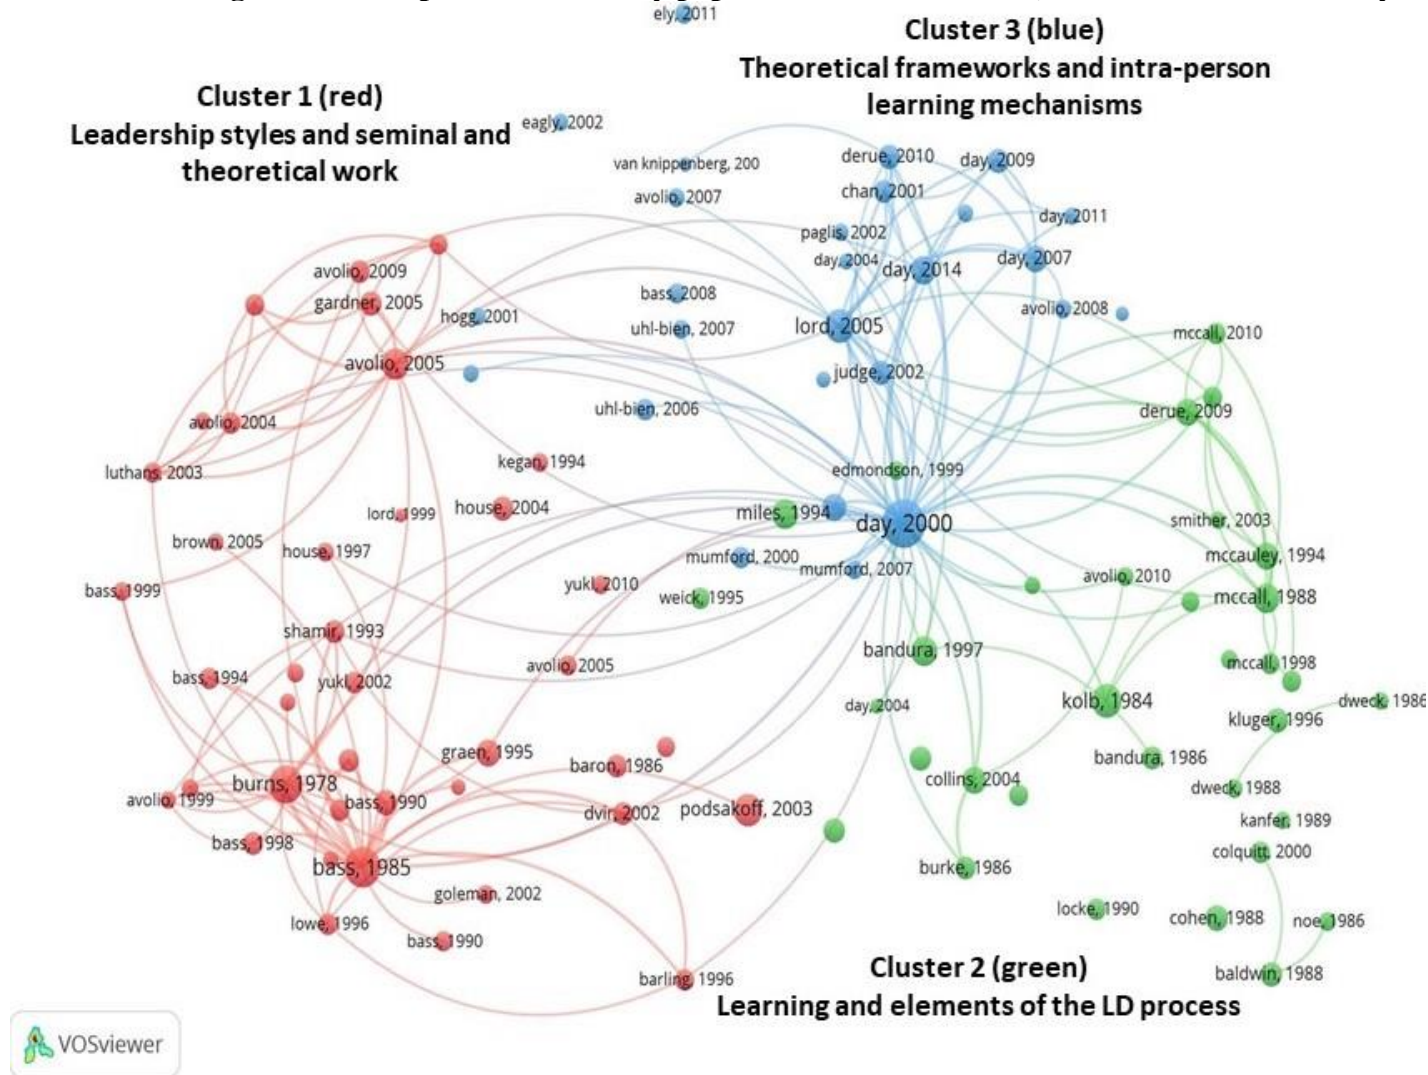 ely, 2011
Cluster 3 (blue)
Theoretical frameworks and intra-person
learning mechanisms
Cluster 1 (red)
Leadership styles and seminal and
theoretical work
eagly, 2002
van knippenberg, 200
derue, 2010
day, 2009
avolio, 2007
chan, 2001
day, 2011
paglis, 2002
day, 2004
day, 2014
day, 2007
avolio, 2009
gardner, 2005
hogg, 2001
bass, 2008
uhl-bien, 2007
lord, 2005
avolio, 2008
mccall, 2010
avolio, 2005
judge, 2002
uhl-bien, 2006
derue, 2009
avolio, 2004
luthans, 2003
kegan, 1994
edmondson, 1999
lord, 1999
house, 2004
miles, 1994
day, 2000
smither, 2003
brown, 2005
house, 1997
mumford, 2000
mumford, 2007
mccauley, 1994
bass, 1999
yukl, 2010
weick, 1995
avolio, 2010
mccall, 1988
shamir, 1993
bandura, 1997
bass, 1994
yukl, 2002
avolio, 2005
mccall, 1998
day, 2004
kolb, 1984
kluger, 1996
dweck, 1986
graen, 1995
baron, 1986
bandura, 1986
burns, 1978
collins, 2004
dweck, 1988
avolio, 1999
bass, 1990
dvir, 2002
podsakoff, 2003
kanfer, 1989
bass, 1998
colquitt, 2000
bass, 1985
burke, 1986
goleman, 2002
locke, 1990
cohen, 1988
noe, 1986
lowe, 1996
bass, 1990
barling, 1996
baldwin, 1988
Cluster 2 (green)
Learning and elements of the LD process
VOSviewer